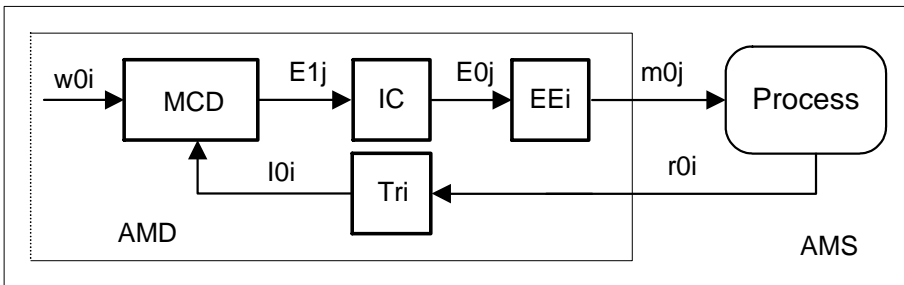 w0i
MCD
E1j
IC
E0j
EEi
m0j
Process
I0i
Tri
r0i
AMD
AMS